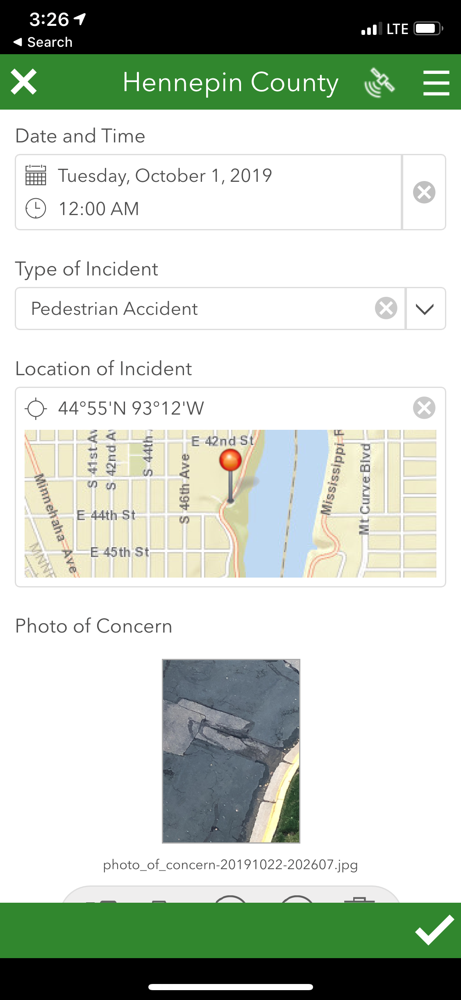 3:26
LTE
Search
Hennepin County
Date and Time
Tuesday, October 1, 2019
12:00 AM
Type of Incident
Pedestrian Accident
Location of Incident
44°55'N 93°12'W
E 42nd St
S 41st Av
S 42nd Av
S 44th
S 46th Ave
Minnehaha Ave
E 44th St
E 45th St
Mississippi R
Mt Curve Blvd
Photo of Concern
photo_of_concern-20191022-202607.jpg